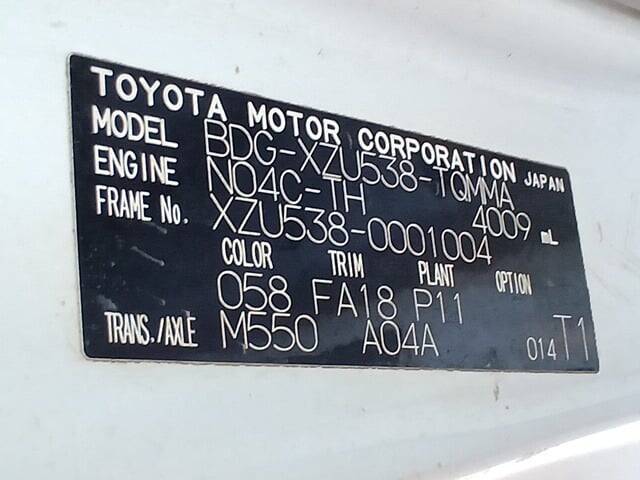 TOYOTA MOTOR CORPORATION JAPAN
MODEL BDG-XZU538-TQMMA
ENGINE N04C-TH 4009 mL
FRAME No. XZU538-0001004
COLOR TRIM PLANT OPTION
058 FA18 P11
TRANS./AXLE M550 A04A 014 T1